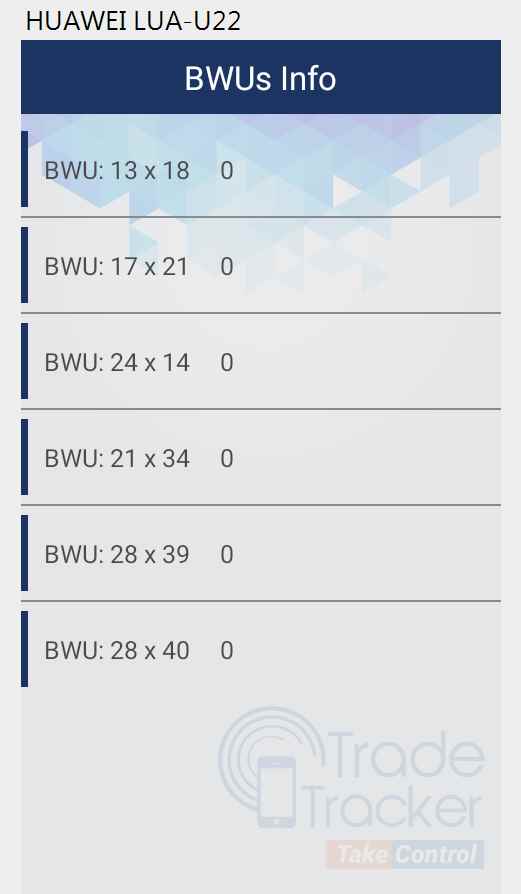 HUAWEI LUA-U22
BWUs Info
BWU: 13 x 18 0
BWU: 17 x 21 0
BWU: 24 x 14 0
BWU: 21 x 34 0
BWU: 28 x 39 0
BWU: 28 x 40 0
Trade
Tracker
Take Control